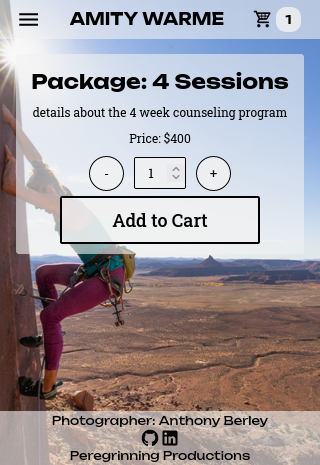 AMITY WARME
1
Package: 4 Sessions
details about the 4 week counseling program
Price: $400
- 1 +
Add to Cart
Photographer: Anthony Berley
in
Peregrinning Productions